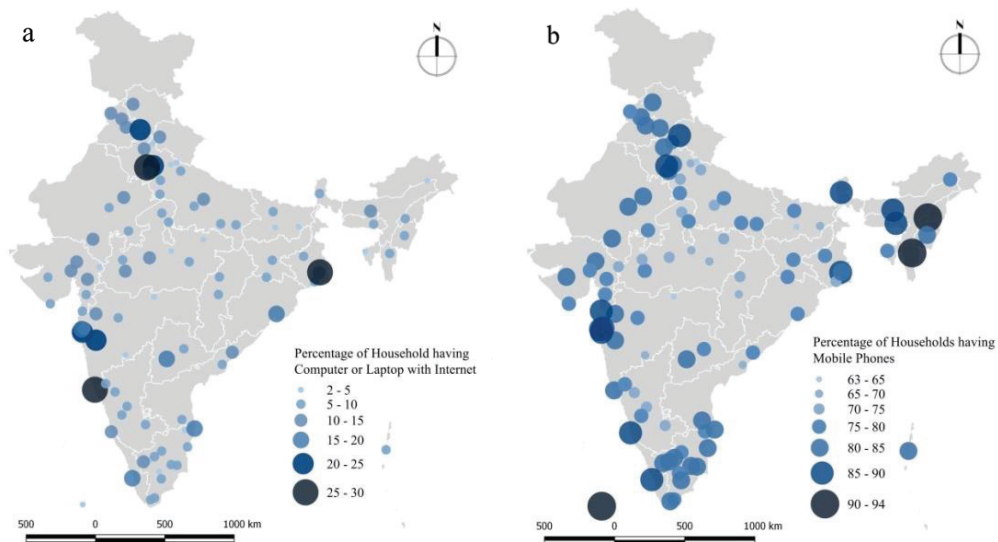 a
N
Percentage of Household having
Computer or Laptop with Internet
2 - 5
5 - 10
10 - 15
15 - 20
20 - 25
25 - 30
500 0 500 1000 km
b
N
Percentage of Households having
Mobile Phones
63 - 65
65 - 70
70 - 75
75 - 80
80 - 85
85 - 90
90 - 94
500 0 500 1000 km